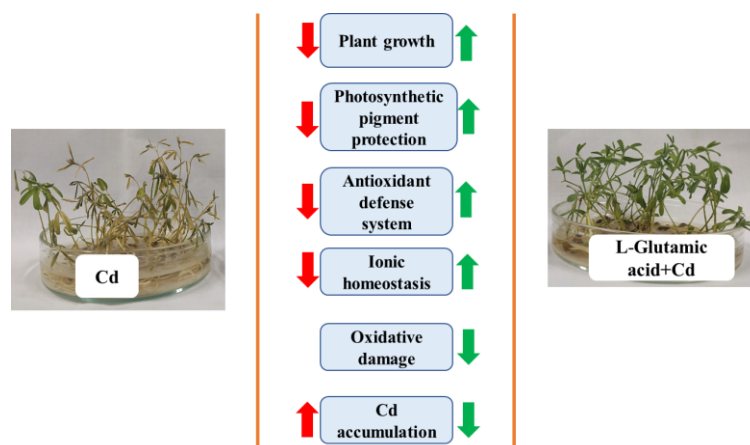 Plant growth
Photosynthetic
pigment
protection
Antioxidant
defense
system
Ionic
homeostasis
Oxidative
damage
Cd
accumulation
Cd
L-Glutamic
acid+Cd